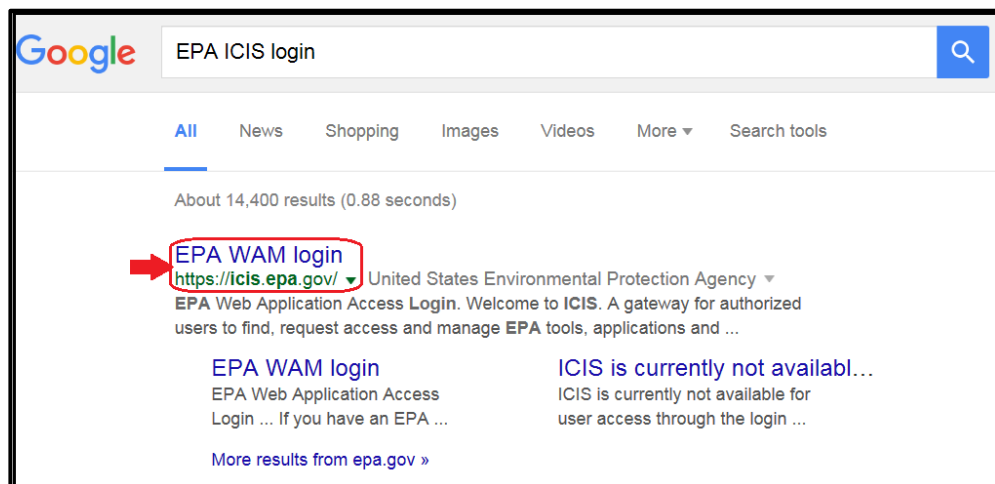 Google
EPA ICIS login
All News Shopping Images Videos More Search tools
About 14,400 results (0.88 seconds)
EPA WAM login
https://icis.epa.gov/ United States Environmental Protection Agency
EPA Web Application Access Login. Welcome to ICIS. A gateway for authorized
users to find, request access and manage EPA tools, applications and ...
EPA WAM login
EPA Web Application Access
Login ... If you have an EPA ...
ICIS is currently not availabl...
ICIS is currently not available for
user access through the login ...
More results from epa.gov »